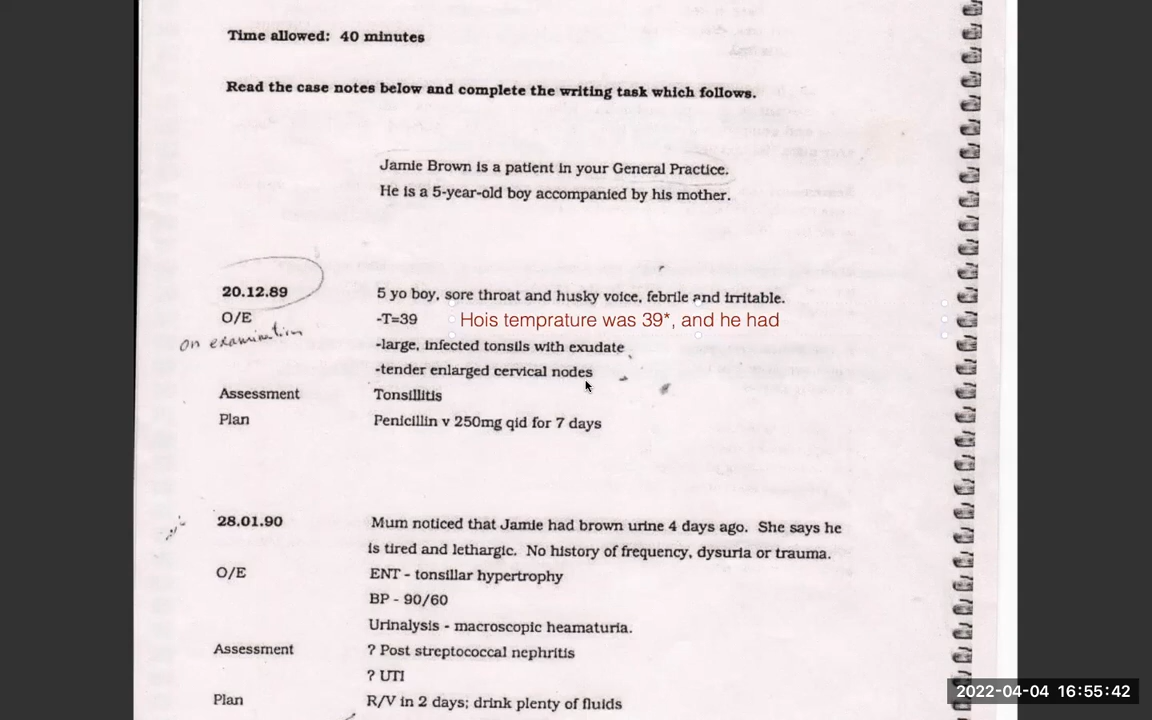 Time allowed: 40 minutes
Read the case notes below and complete the writing task which follows.
Jamie Brown is a patient in your General Practice.
He is a 5-year-old boy accompanied by his mother.
20.12.89 5 yo boy, sore throat and husky voice, febrile and irritable.
O/E -T=39 Hois temprature was 39*, and he had
on examination
-large, infected tonsils with exudate
-tender enlarged cervical nodes
Assessment Tonsillitis
Plan Penicillin v 250mg qid for 7 days
28.01.90 Mum noticed that Jamie had brown urine 4 days ago. She says he
is tired and lethargic. No history of frequency, dysuria or trauma.
O/E ENT - tonsillar hypertrophy
BP - 90/60
Urinalysis - macroscopic heamaturia.
Assessment ? Post streptococcal nephritis
? UTI
Plan R/V in 2 days; drink plenty of fluids
2022-04-04 16:55:42